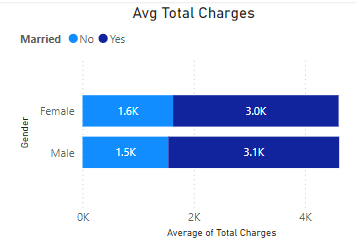 Avg Total Charges
Married No Yes
Female 1.6K 3.0K
Male 1.5K 3.1K
Gender
0K 2K 4K
Average of Total Charges